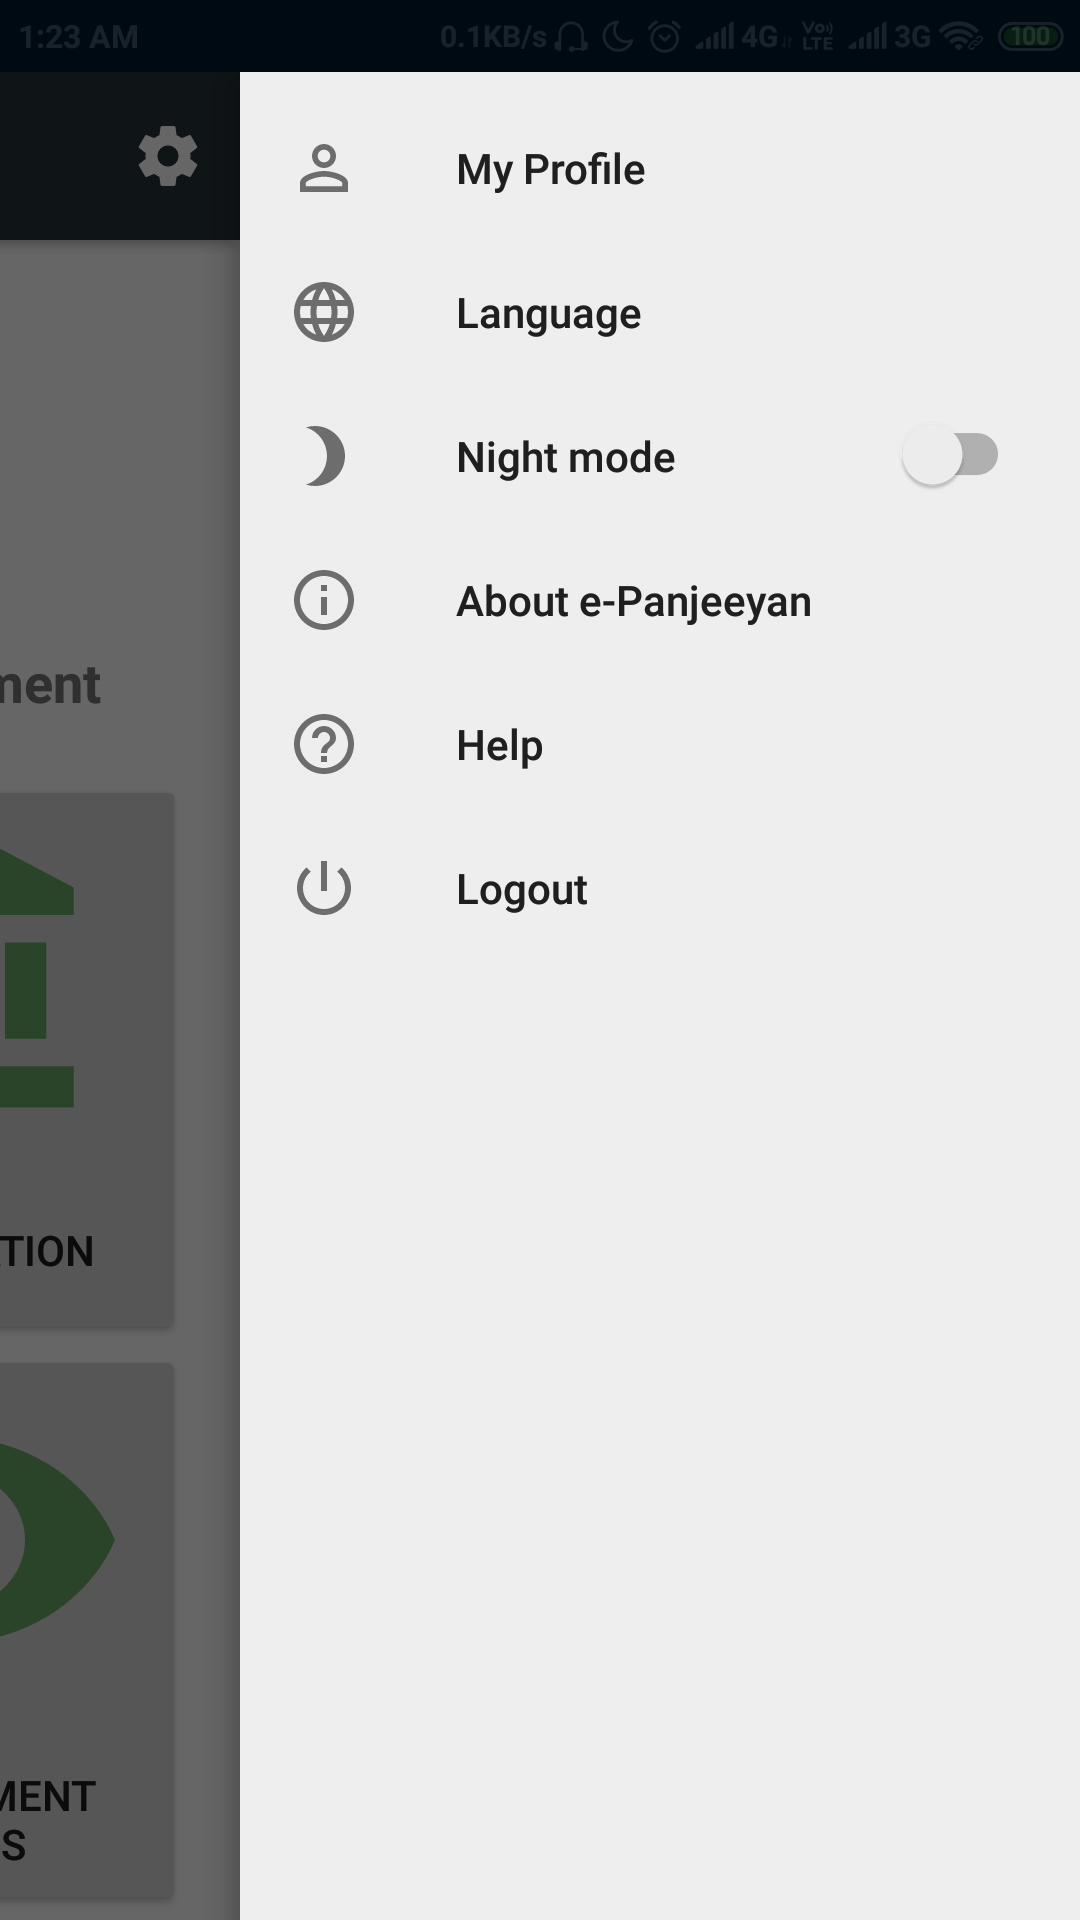 1:23 AM 0.1KB/s 4G Vo) LTE 3G 100
My Profile
Language
Night mode
About e-Panjeeyan
Help
Logout
ment
TION
MENT
S